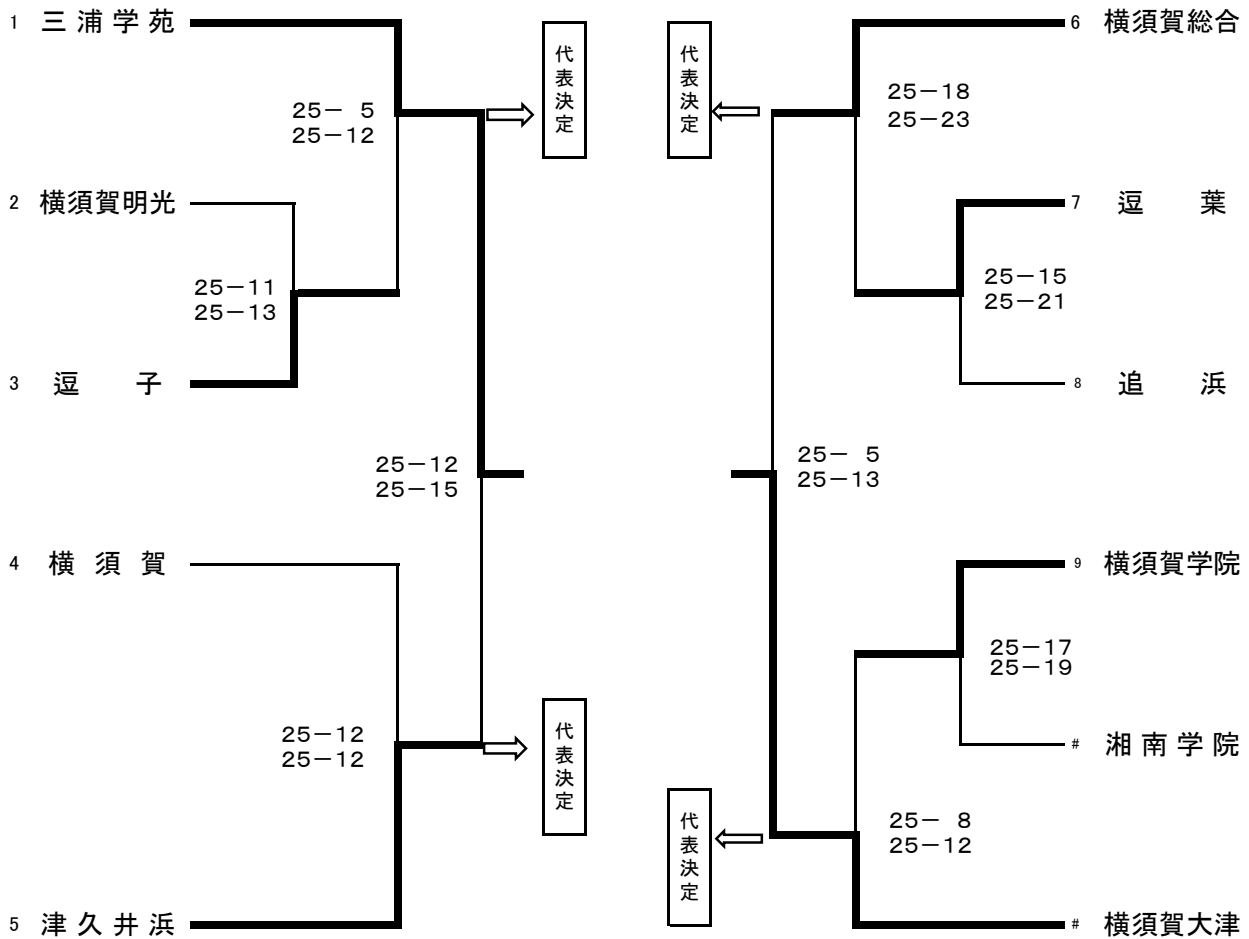 1 三浦学苑
25－ 5
25－12
2 横須賀明光
25－11
25－13
3 逗子
25－12
25－15
4 横須賀
25－12
25－12
5 津久井浜
代表決定
代表決定
代表決定
代表決定
6 横須賀総合
25－18
25－23
7 逗葉
25－15
25－21
8 追浜
25－ 5
25－13
9 横須賀学院
25－17
25－19
# 湘南学院
25－ 8
25－12
# 横須賀大津